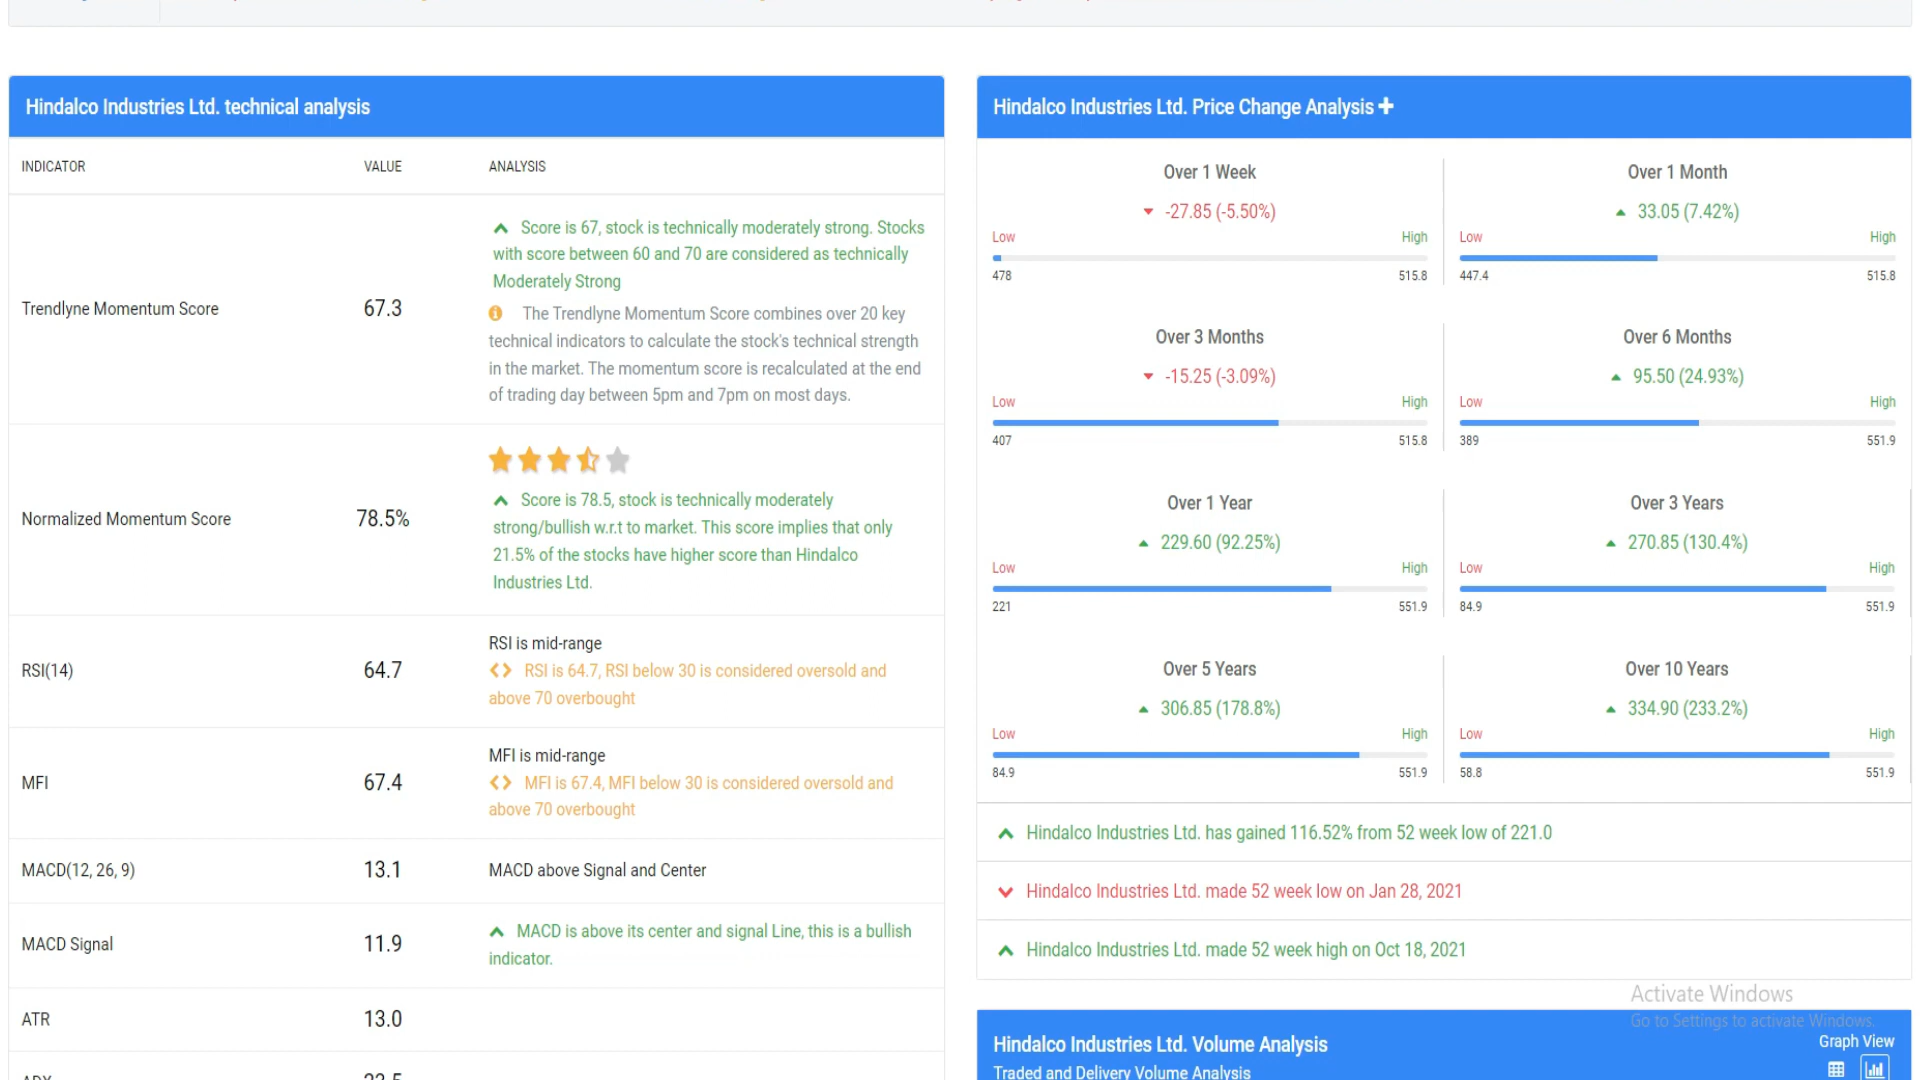 Hindalco Industries Ltd. technical analysis
INDICATOR VALUE ANALYSIS
Trendlyne Momentum Score 67.3
Score is 67, stock is technically moderately strong. Stocks
with score between 60 and 70 are considered as technically
Moderately Strong
The Trendlyne Momentum Score combines over 20 key
technical indicators to calculate the stock's technical strength
in the market. The momentum score is recalculated at the end
of trading day between 5pm and 7pm on most days.
Normalized Momentum Score 78.5%
Score is 78.5, stock is technically moderately
strong/bullish w.r.t to market. This score implies that only
21.5% of the stocks have higher score than Hindalco
Industries Ltd.
RSI(14) 64.7
RSI is mid-range
RSI is 64.7, RSI below 30 is considered oversold and
above 70 overbought
MFI 67.4
MFI is mid-range
MFI is 67.4, MFI below 30 is considered oversold and
above 70 overbought
MACD(12, 26, 9) 13.1 MACD above Signal and Center
MACD Signal 11.9
MACD is above its center and signal Line, this is a bullish
indicator.
ATR 13.0
Hindalco Industries Ltd. Price Change Analysis +
Over 1 Week
-27.85 (-5.50%)
Low High
478 515.8
Over 1 Month
33.05 (7.42%)
Low High
447.4 515.8
Over 3 Months
-15.25 (-3.09%)
Low High
407 515.8
Over 6 Months
95.50 (24.93%)
Low High
389 551.9
Over 1 Year
229.60 (92.25%)
Low High
221 551.9
Over 3 Years
270.85 (130.4%)
Low High
84.9 551.9
Over 5 Years
306.85 (178.8%)
Low High
84.9 551.9
Over 10 Years
334.90 (233.2%)
Low High
58.8 551.9
Hindalco Industries Ltd. has gained 116.52% from 52 week low of 221.0
Hindalco Industries Ltd. made 52 week low on Jan 28, 2021
Hindalco Industries Ltd. made 52 week high on Oct 18, 2021
Activate Windows
Go to Settings to activate Windows.
Hindalco Industries Ltd. Volume Analysis
Graph View
Traded and Delivery Volume Analysis